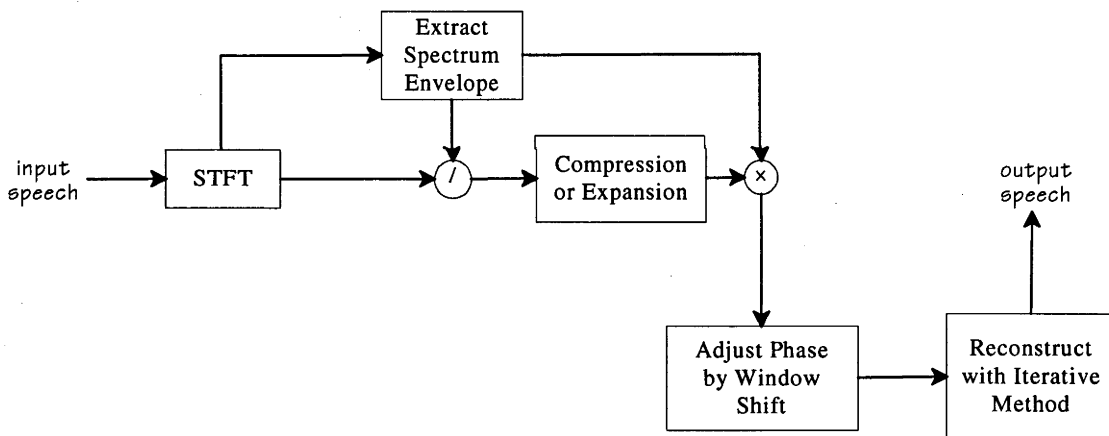 Extract
Spectrum
Envelope
input
speech
STFT
/
Compression
or Expansion
×
output
speech
Adjust Phase
by Window
Shift
Reconstruct
with Iterative
Method